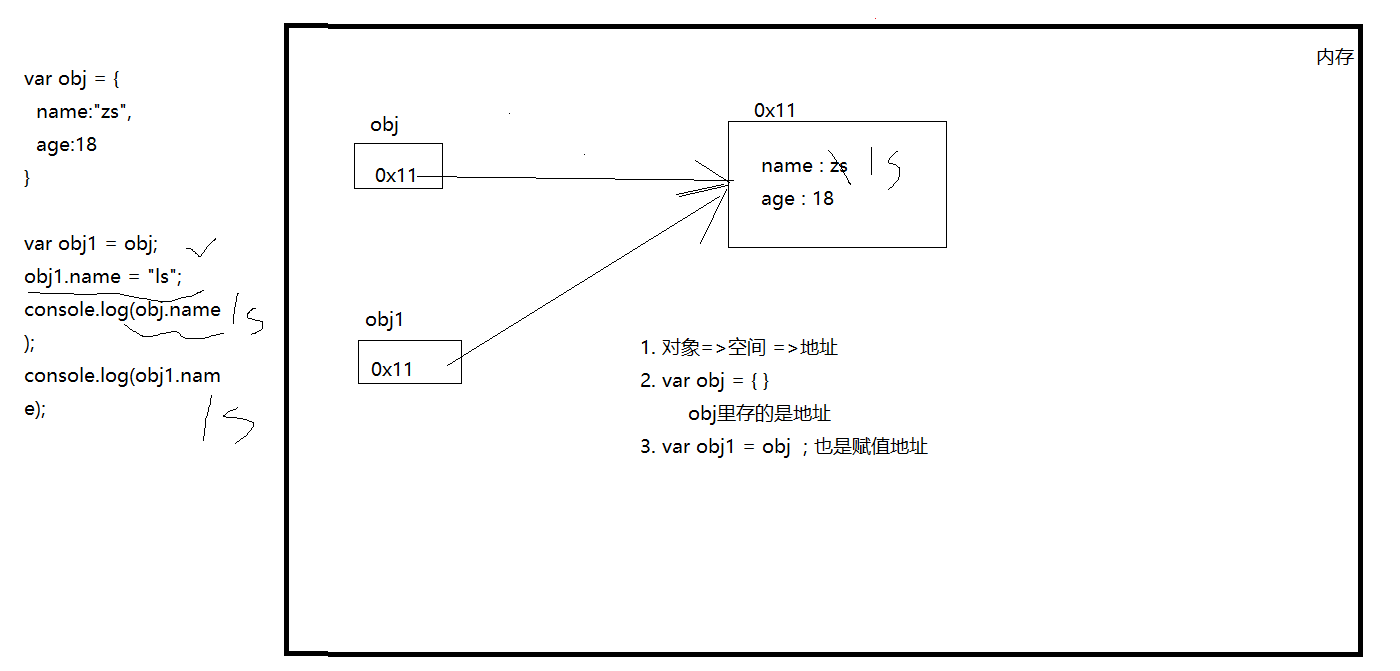 var obj = {
name:"zs",
age:18
}
var obj1 = obj;
obj1.name = "ls";
console.log(obj.name ls
);
console.log(obj1.nam
e);
ls
内存
obj
0x11
0x11
name : zs ls
age : 18
obj1
0x11
1. 对象=>空间 =>地址
2. var obj = { }
obj里存的是地址
3. var obj1 = obj ; 也是赋值地址